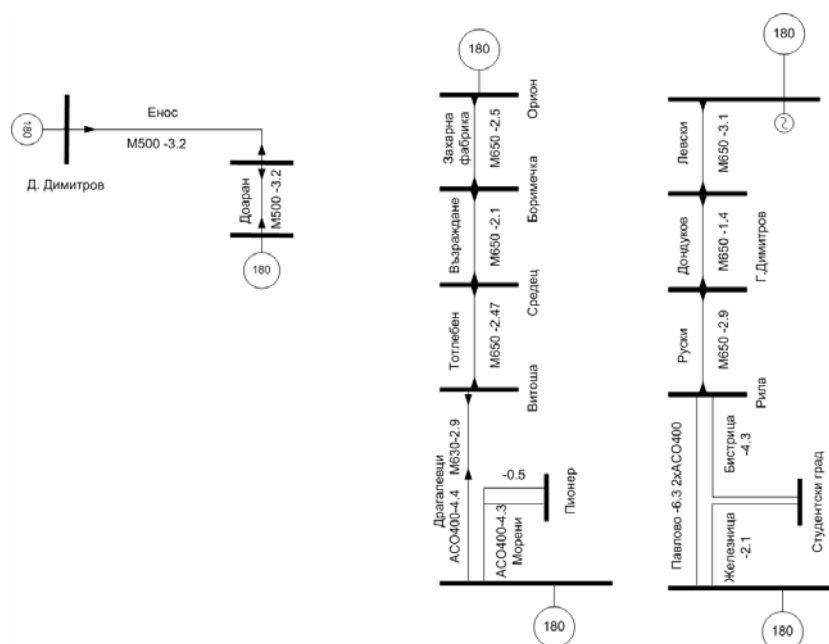 180
Енос
М500 -3.2
Д. Димитров
Доаран
М500 -3.2
180
180
Орион
Захарна
фабрика
М650 -2.5
Боримечка
Възраждане
М650 -2.1
Средец
Тотлебен
М650 -2.47
Витоша
Драгалевци
АСО400-4.4
М630-2.9
-0.5
Пионер
АСО400-4.3
Морени
180
180
Левски
М650 -3.1
Дондуков
М650 -1.4
Г.Димитров
Руски
М650 -2.9
Рила
Павлово -6.3 2хАСО400
Бистрица
-4.3
Железница
-2.1
Студентски град
180